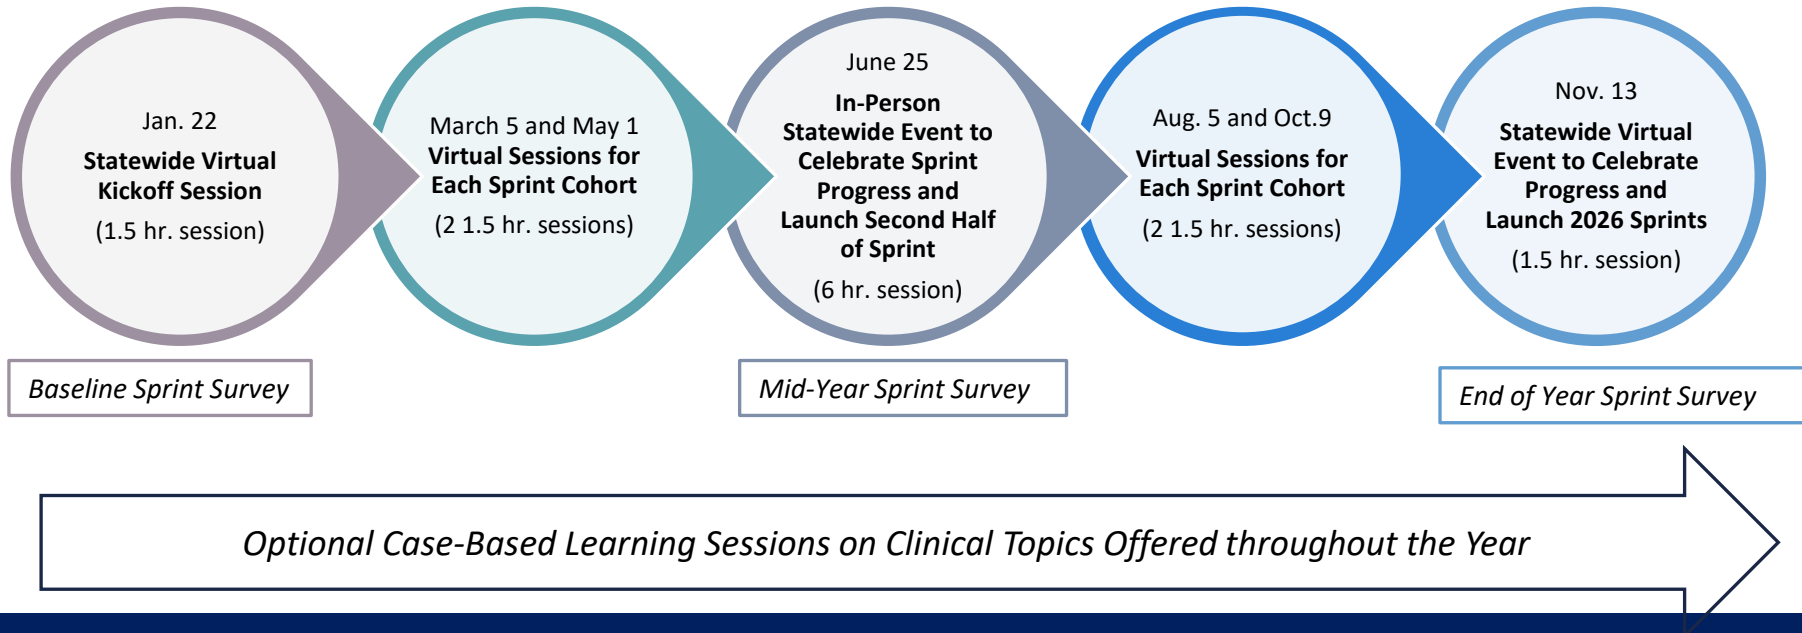 Jan. 22
Statewide Virtual
Kickoff Session
(1.5 hr. session)
March 5 and May 1
Virtual Sessions for
Each Sprint Cohort
(2 1.5 hr. sessions)
June 25
In-Person
Statewide Event to
Celebrate Sprint
Progress and
Launch Second Half
of Sprint
(6 hr. session)
Aug. 5 and Oct.9
Virtual Sessions for
Each Sprint Cohort
(2 1.5 hr. sessions)
Nov. 13
Statewide Virtual
Event to Celebrate
Progress and
Launch 2026 Sprints
(1.5 hr. session)
Baseline Sprint Survey
Mid-Year Sprint Survey
End of Year Sprint Survey
Optional Case-Based Learning Sessions on Clinical Topics Offered throughout the Year